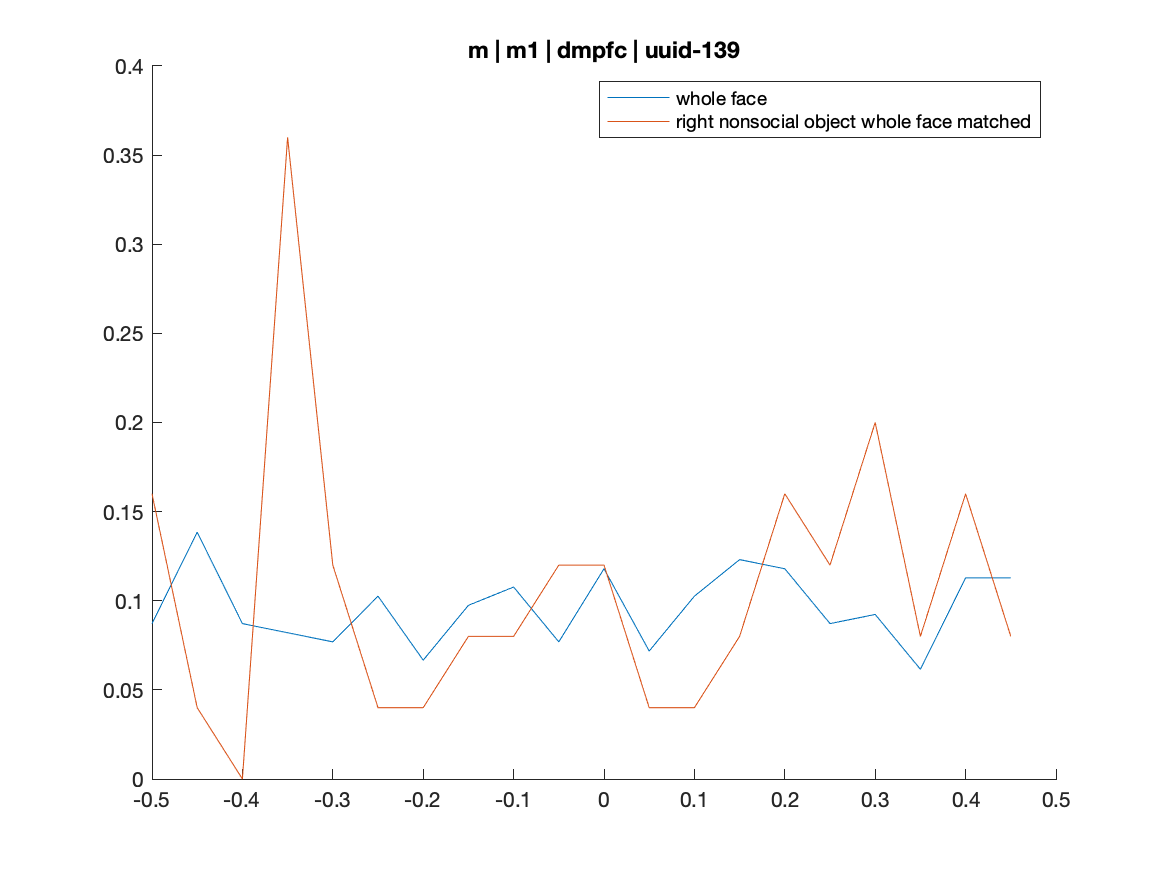 m | m1 | dmpfc | uuid-139
whole face
right nonsocial object whole face matched
0.4
0.35
0.3
0.25
0.2
0.15
0.1
0.05
0
-0.5 -0.4 -0.3 -0.2 -0.1 0 0.1 0.2 0.3 0.4 0.5